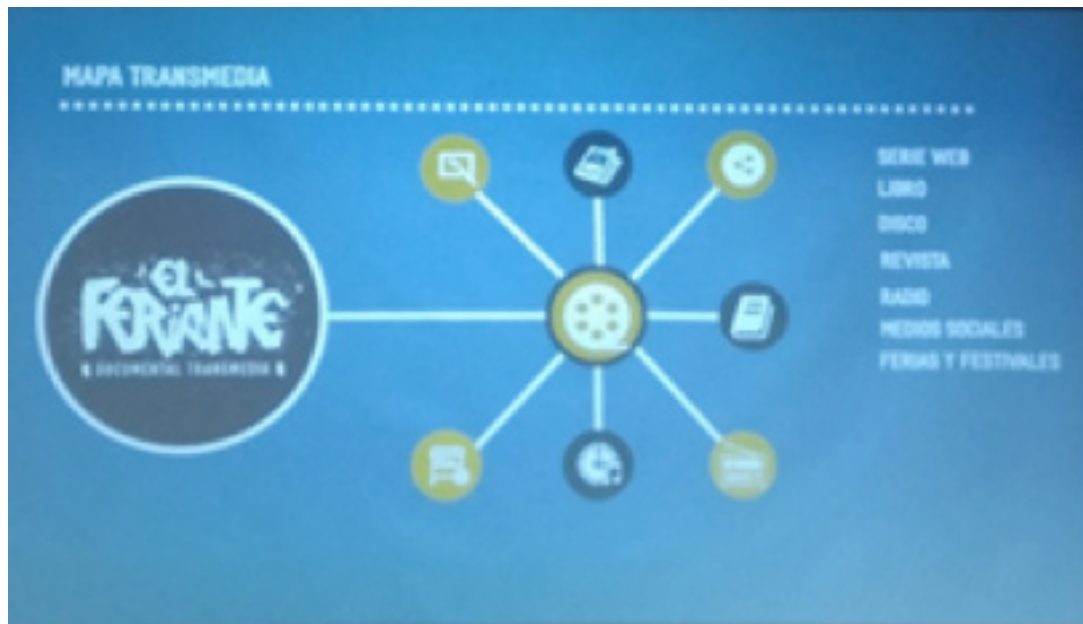 MAPA TRANSMEDIA
EL
FERIANTE
DOCUMENTAL TRANSMEDIA
SERIE WEB
LIBRO
DISCO
REVISTA
RADIO
MEDIOS SOCIALES
FERIAS Y FESTIVALES